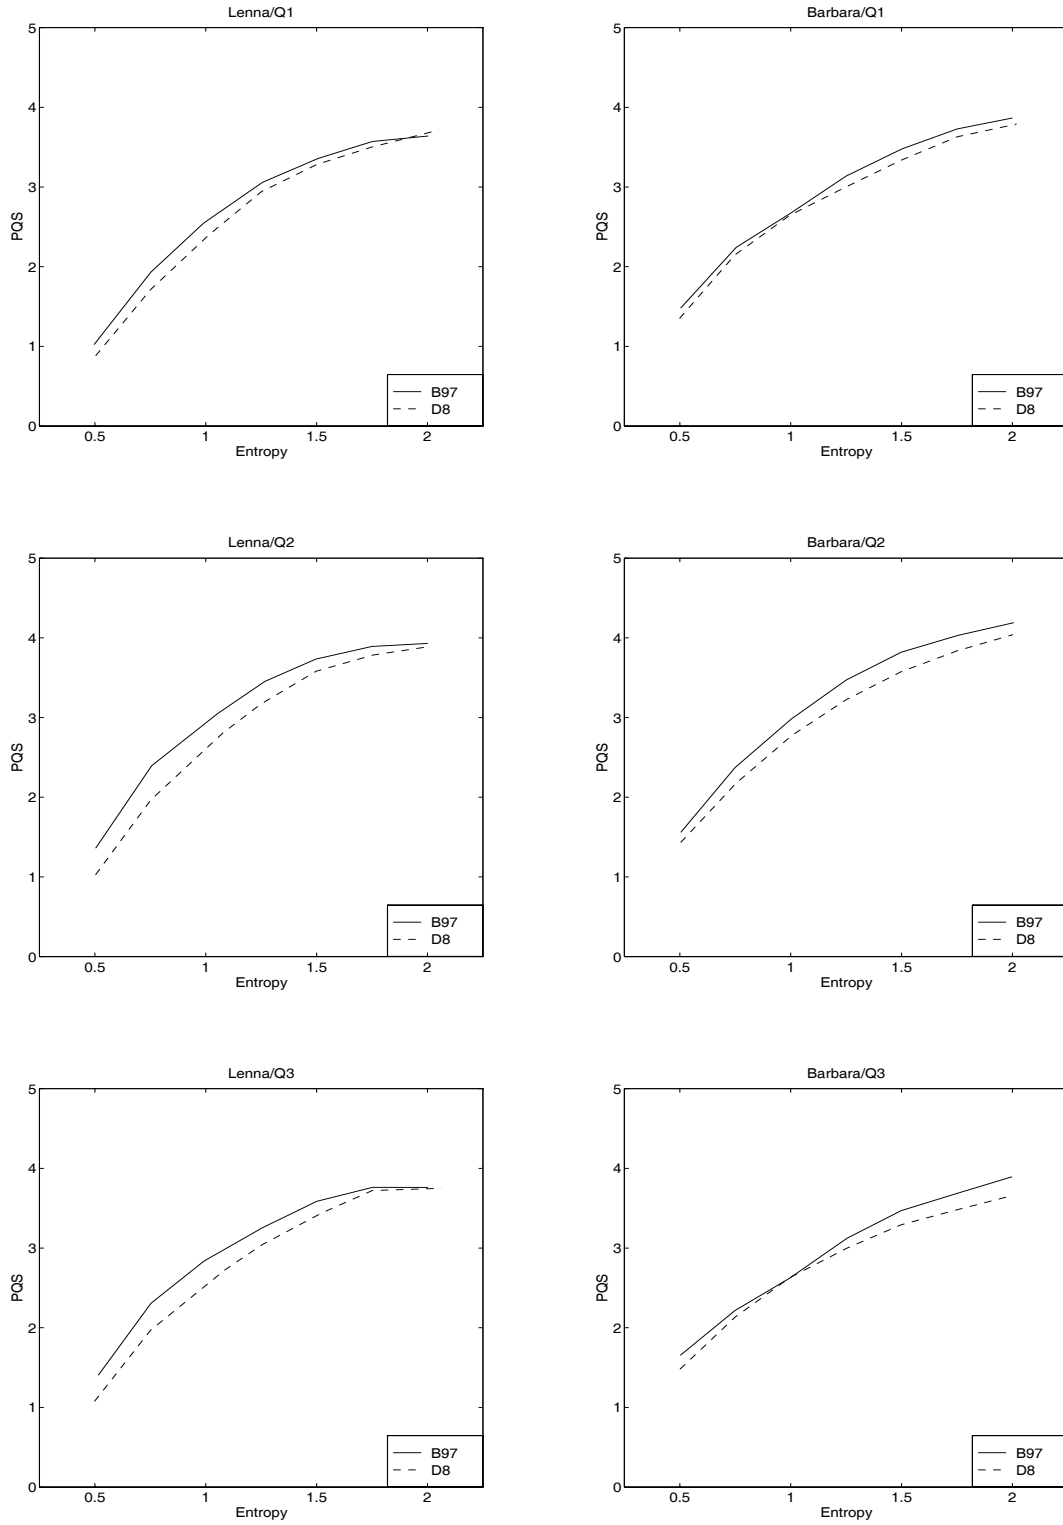 Lenna/Q1
5
4
3
2
1
0
PQS
0.5 1 1.5 2
Entropy
B97
D8
Barbara/Q1
5
4
3
2
1
0
PQS
0.5 1 1.5 2
Entropy
B97
D8
Lenna/Q2
5
4
3
2
1
0
PQS
0.5 1 1.5 2
Entropy
B97
D8
Barbara/Q2
5
4
3
2
1
0
PQS
0.5 1 1.5 2
Entropy
B97
D8
Lenna/Q3
5
4
3
2
1
0
PQS
0.5 1 1.5 2
Entropy
B97
D8
Barbara/Q3
5
4
3
2
1
0
PQS
0.5 1 1.5 2
Entropy
B97
D8